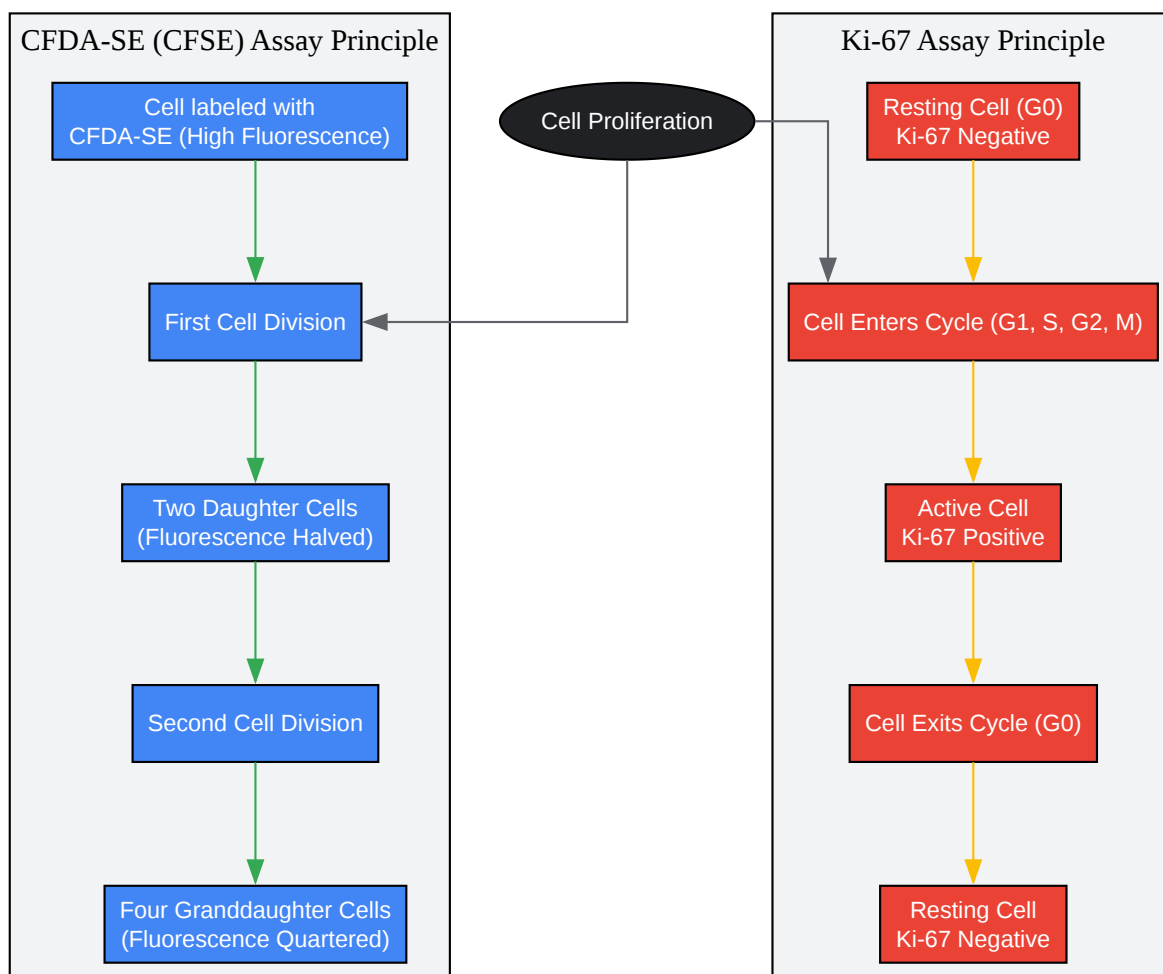 CFDA-SE (CFSE) Assay Principle
Cell labeled with
CFDA-SE (High Fluorescence)
First Cell Division
Two Daughter Cells
(Fluorescence Halved)
Second Cell Division
Four Granddaughter Cells
(Fluorescence Quartered)
Cell Proliferation
Ki-67 Assay Principle
Resting Cell (G0)
Ki-67 Negative
Cell Enters Cycle (G1, S, G2, M)
Active Cell
Ki-67 Positive
Cell Exits Cycle (G0)
Resting Cell
Ki-67 Negative